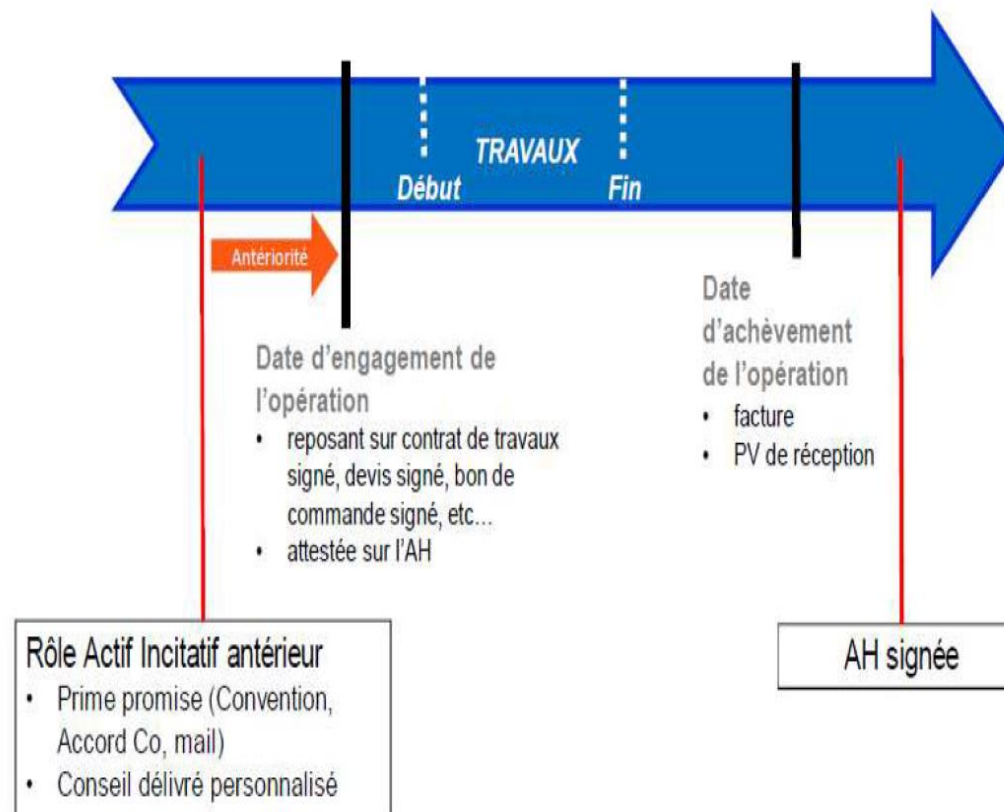 TRAVAUX
Début
Fin
Antériorité
Date d’engagement de
l’opération
• reposant sur contrat de travaux
signé, devis signé, bon de
commande signé, etc...
• attestée sur l’AH
Date
d’achèvement
de l’opération
• facture
• PV de réception
Rôle Actif Incitatif antérieur
• Prime promise (Convention,
Accord Co, mail)
• Conseil délivré personnalisé
AH signée